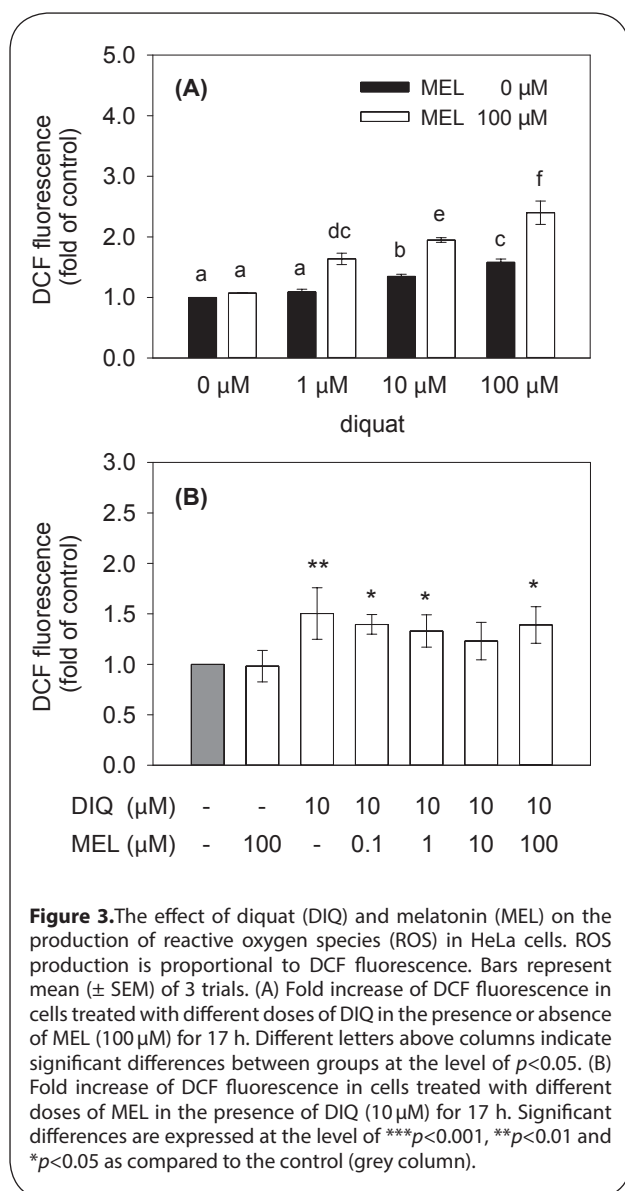 5.0
4.0
3.0
2.0
1.0
0.0
DCF fluorescence
(fold of control)
(A)
MEL 0 µM
MEL 100 µM
a a a dc b e c f
0 µM 1 µM 10 µM 100 µM
diquat
3.0
2.5
2.0
1.5
1.0
0.5
0.0
DCF fluorescence
(fold of control)
(B)
** * * *
DIQ (µM) - - 10 10 10 10 10
MEL (µM) - 100 - 0.1 1 10 100
Figure 3.The effect of diquat (DIQ) and melatonin (MEL) on the
production of reactive oxygen species (ROS) in HeLa cells. ROS
production is proportional to DCF fluorescence. Bars represent
mean (± SEM) of 3 trials. (A) Fold increase of DCF fluorescence in
cells treated with different doses of DIQ in the presence or absence
of MEL (100 µM) for 17 h. Different letters above columns indicate
significant differences between groups at the level of p<0.05. (B)
Fold increase of DCF fluorescence in cells treated with different
doses of MEL in the presence of DIQ (10 µM) for 17 h. Significant
differences are expressed at the level of ***p<0.001, **p<0.01 and
*p<0.05 as compared to the control (grey column).